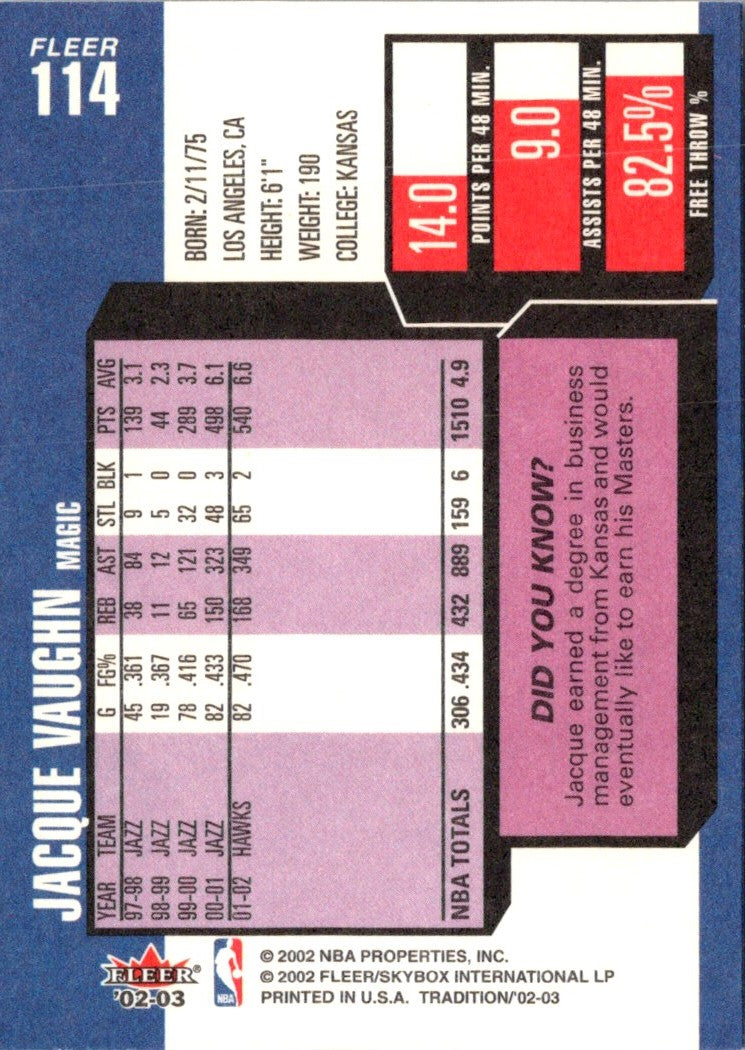 FLEER
114
JACQUE VAUGHN MAGIC
BORN: 2/11/75
LOS ANGELES, CA
HEIGHT: 6'1"
WEIGHT: 190
COLLEGE: KANSAS
YEAR TEAM G FG% REB AST STL BLK PTS AVG
97-98 JAZZ 45 .361 38 84 9 1 139 3.1
98-99 JAZZ 19 .367 11 12 5 0 44 2.3
99-00 JAZZ 78 .416 65 121 32 0 289 3.7
00-01 JAZZ 82 .433 150 323 48 3 498 6.1
01-02 HAWKS 82 .470 168 349 65 2 540 6.6
NBA TOTALS 306 .434 432 889 159 6 1510 4.9
14.0
POINTS PER 48 MIN.
9.0
ASSISTS PER 48 MIN.
82.5%
FREE THROW %
DID YOU KNOW?
Jacque earned a degree in business
management from Kansas and would
eventually like to earn his Masters.
FLEER®
'02-03
NBA
© 2002 NBA PROPERTIES, INC.
© 2002 FLEER/SKYBOX INTERNATIONAL LP
PRINTED IN U.S.A. TRADITION/'02-03